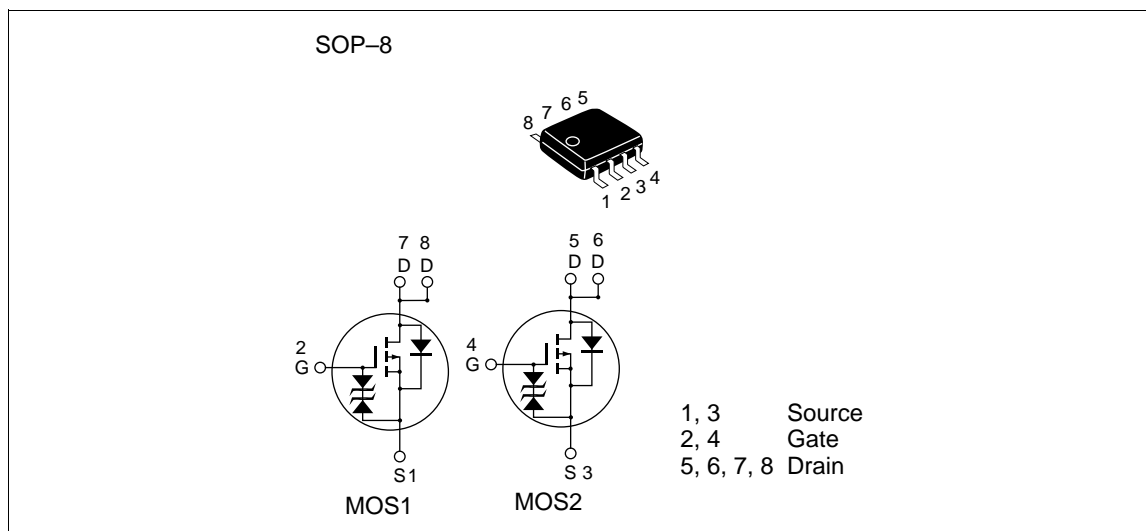 SOP–8
8 7 6 5
1 2 3 4
7 8
D D
2
G
S 1
MOS1
5 6
D D
4
G
S 3
MOS2
1, 3 Source
2, 4 Gate
5, 6, 7, 8 Drain